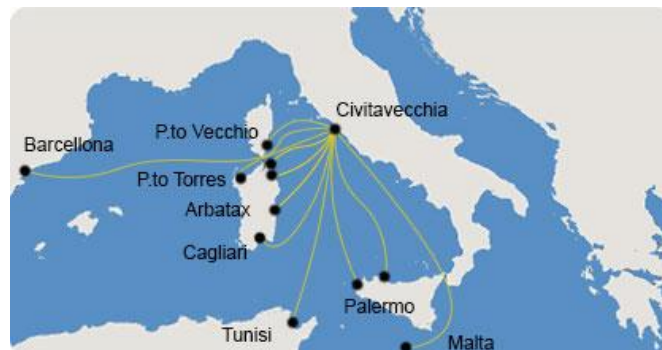 Civitavecchia
P.to Vecchio
Barcellona
P.to Torres
Arbatax
Cagliari
Palermo
Tunisi
Malta